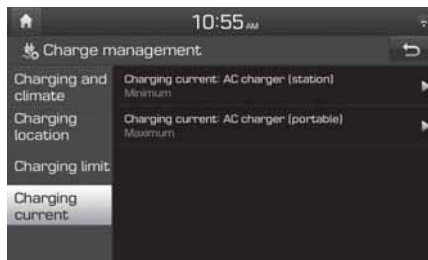 10:55 AM
Charge management
Charging and
climate
Charging
location
Charging limit
Charging
current
Charging current: AC charger (station)
Minimum
Charging current: AC charger (portable)
Maximum